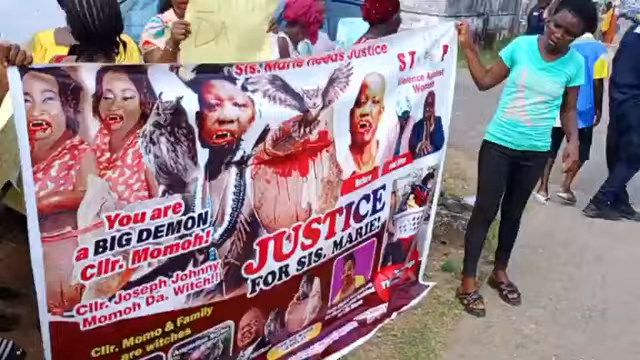 Sis. Marie needs Justice
STOP
Violence Against
Women
You are
a BIG DEMON
Cllr. Momoh!
Cllr. Joseph Johnny
Momoh Da. Witch!!
JUSTICE
FOR SIS. MARIE!
Cllr. Momo & Family
are witches